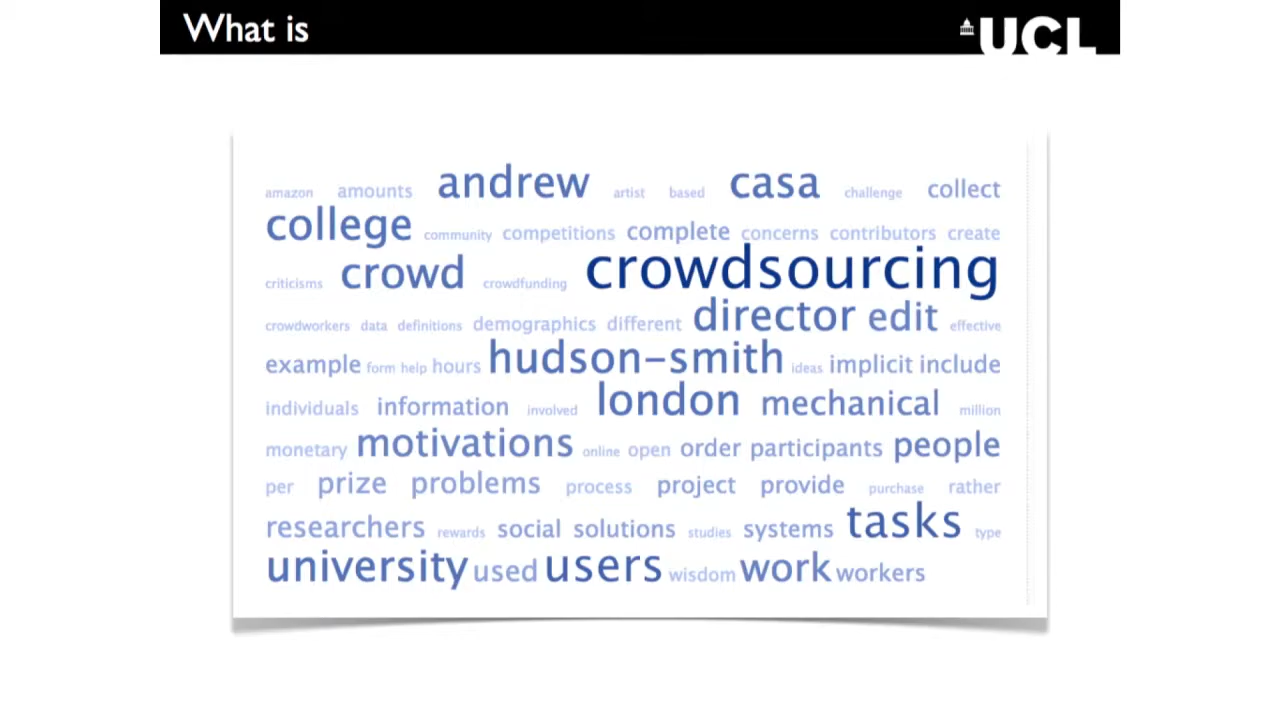 What is
UCL
amazon amounts andrew artist based casa challenge collect
college community competitions complete concerns contributors create
criticisms crowd crowdfunding crowdsourcing
crowdworkers data definitions demographics different director edit effective
example form help hours hudson-smith ideas implicit include
individuals information involved london mechanical million
monetary motivations online open order participants people
per prize problems process project provide purchase rather
researchers rewards social solutions studies systems tasks type
university used users wisdom work workers